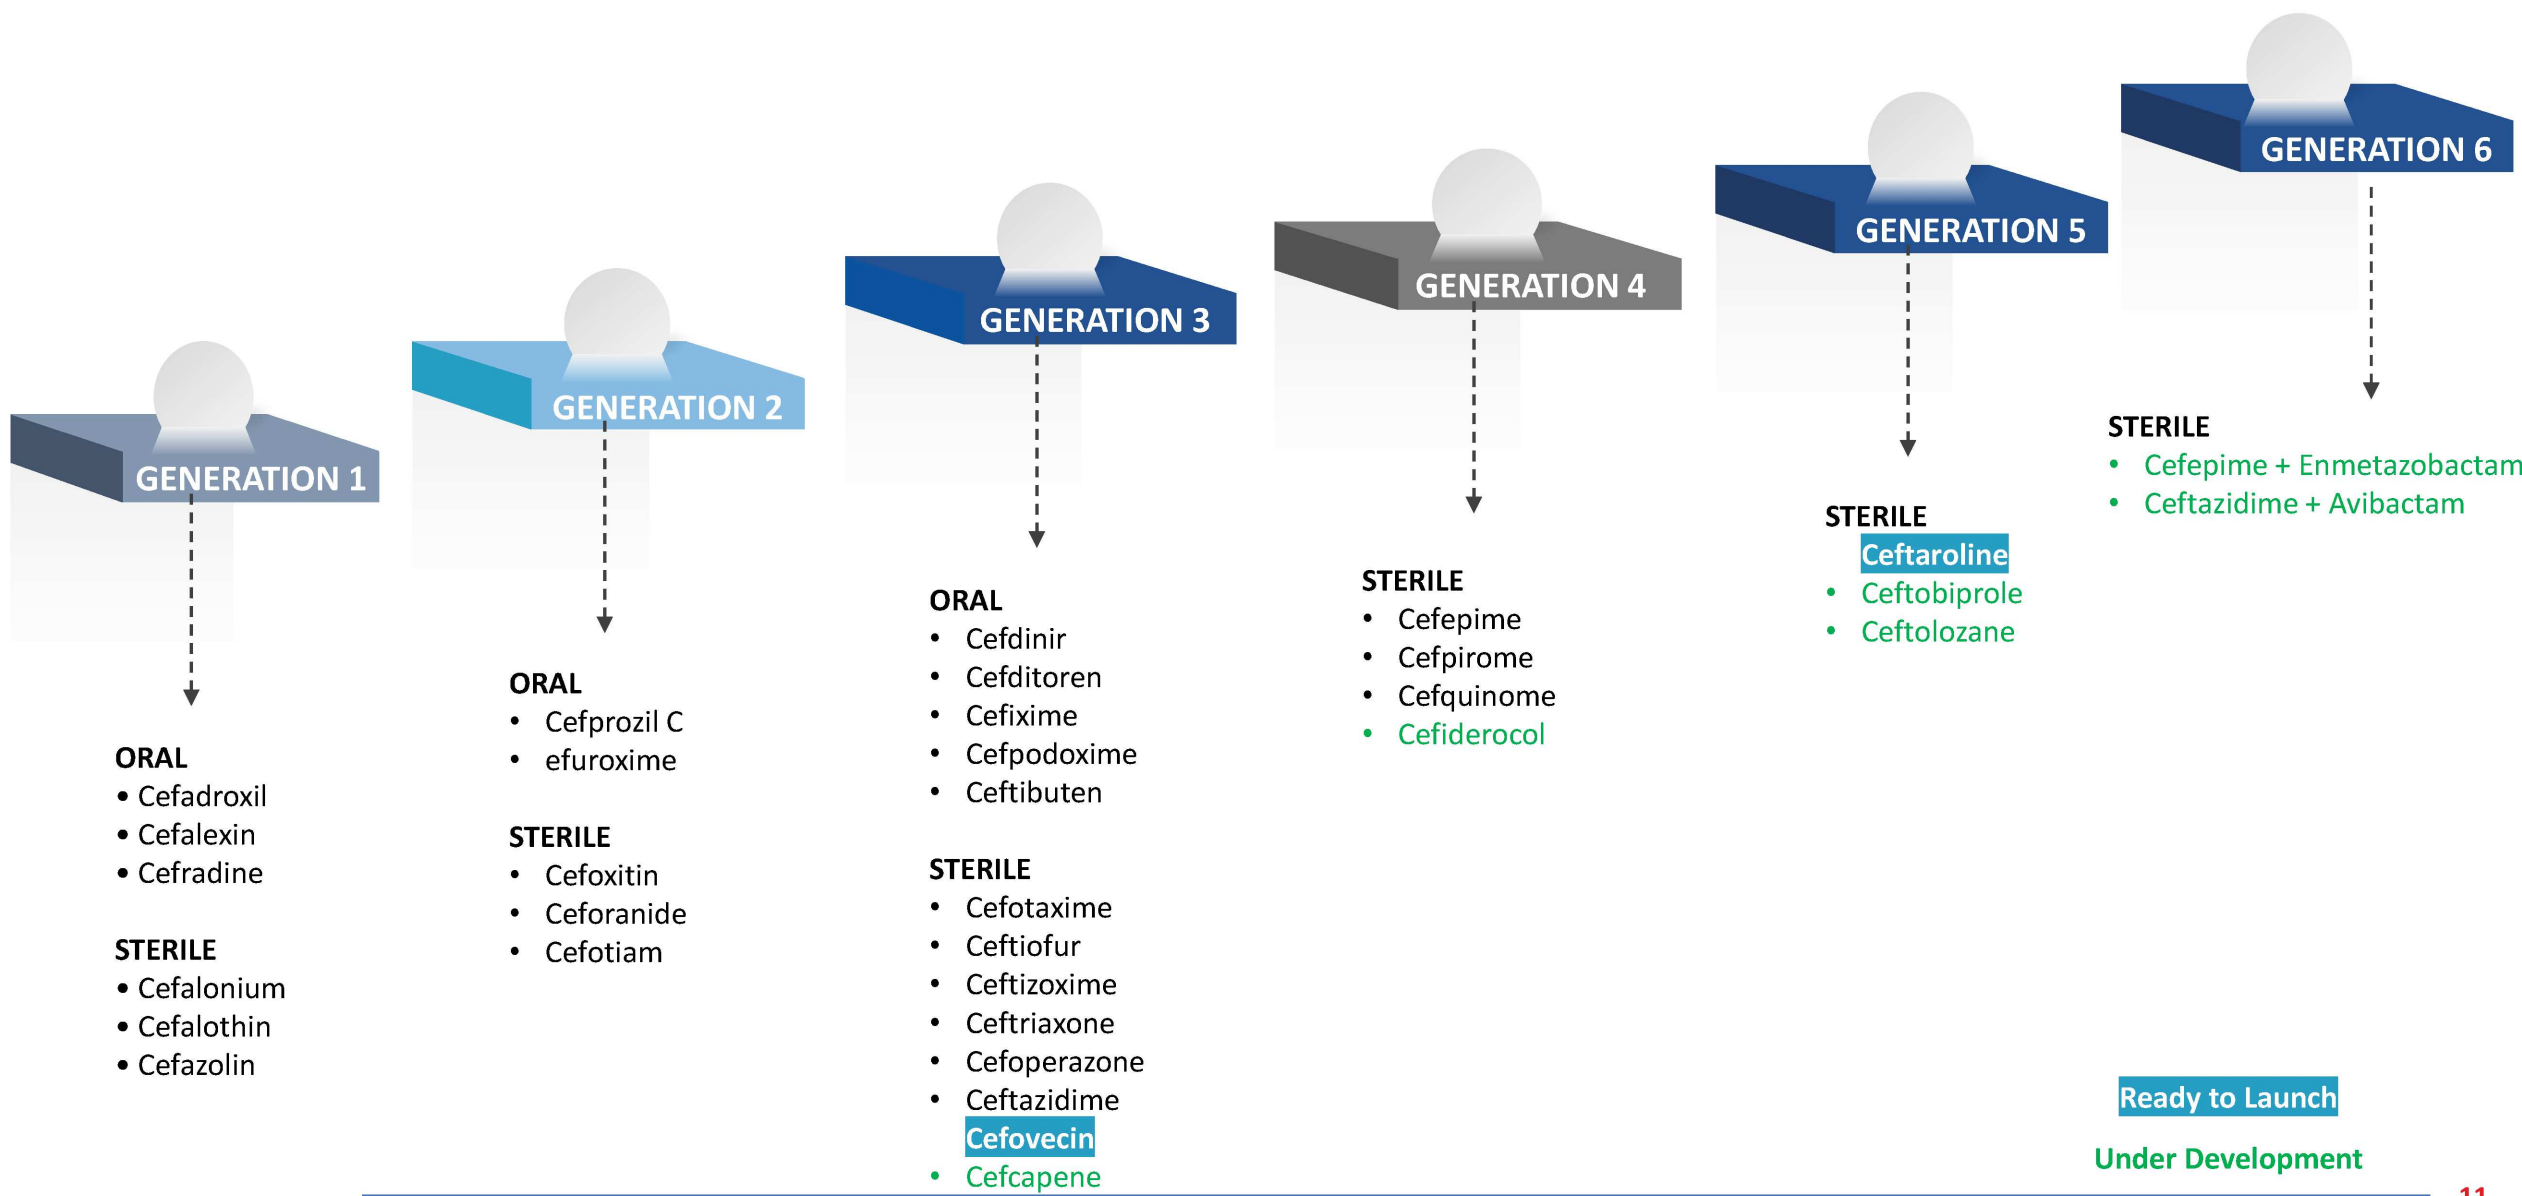 GENERATION 1
ORAL
• Cefadroxil
• Cefalexin
• Cefradine
STERILE
• Cefalonium
• Cefalothin
• Cefazolin
GENERATION 2
ORAL
• Cefprozil C
• efuroxime
STERILE
• Cefoxitin
• Ceforanide
• Cefotiam
GENERATION 3
ORAL
• Cefdinir
• Cefditoren
• Cefixime
• Cefpodoxime
• Ceftibuten
STERILE
• Cefotaxime
• Ceftiofur
• Ceftizoxime
• Ceftriaxone
• Cefoperazone
• Ceftazidime
Cefovecin
• Cefcapene
GENERATION 4
STERILE
• Cefepime
• Cefpirome
• Cefquinome
• Cefiderocol
GENERATION 5
STERILE
Ceftaroline
• Ceftobiprole
• Ceftolozane
GENERATION 6
STERILE
• Cefepime + Enmetazobactam
• Ceftazidime + Avibactam
Ready to Launch
Under Development
11